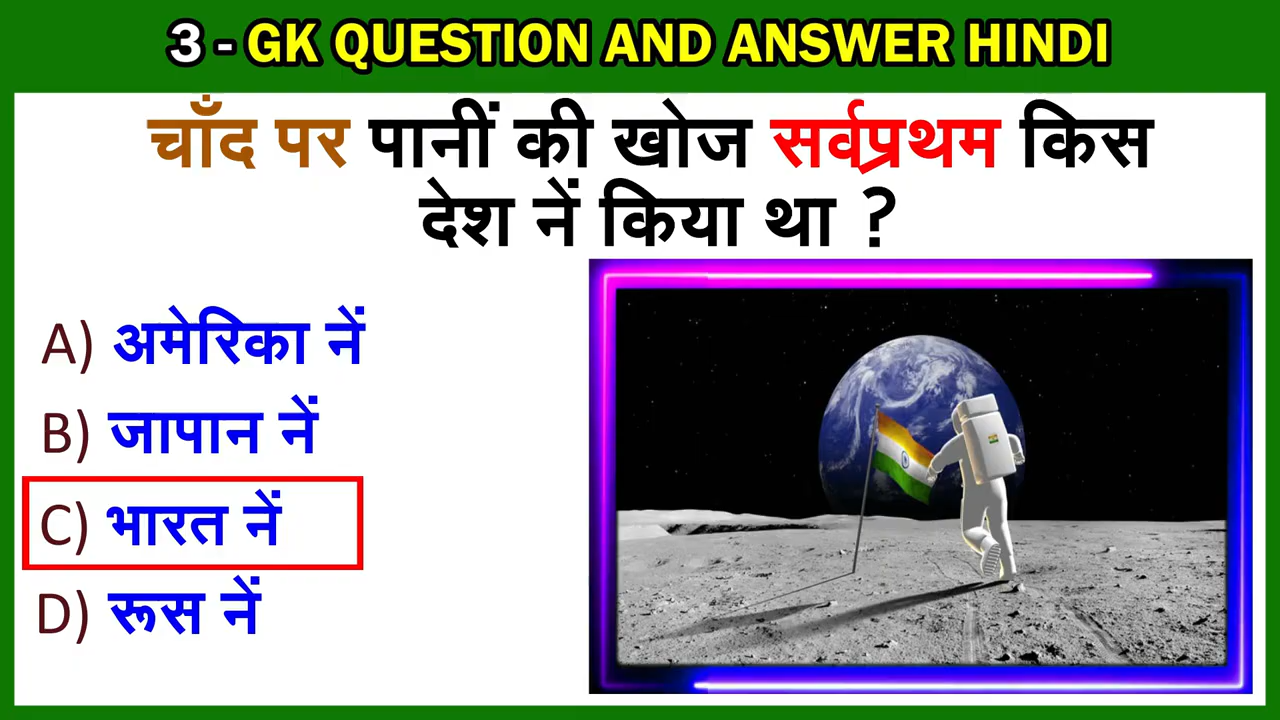 3 - GK QUESTION AND ANSWER HINDI
चाँद पर पानीं की खोज सर्वप्रथम किस
देश नें किया था ?
A) अमेरिका नें
B) जापान नें
C) भारत नें
D) रूस नें